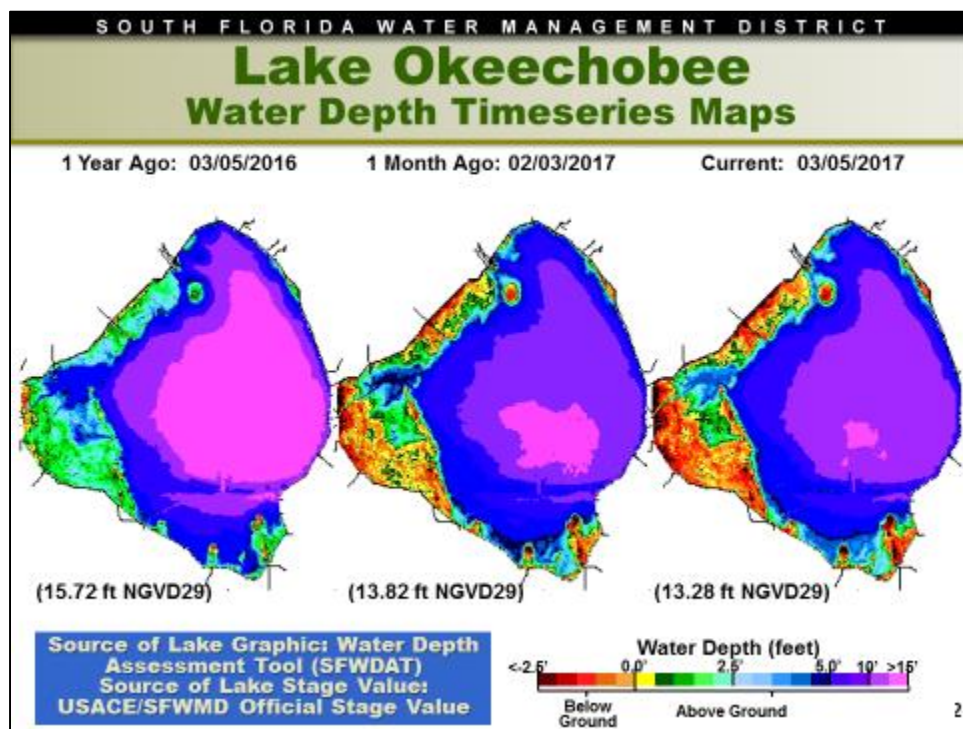 SOUTH FLORIDA WATER MANAGEMENT DISTRICT
Lake Okeechobee
Water Depth Timeseries Maps
1 Year Ago: 03/05/2016
1 Month Ago: 02/03/2017
Current: 03/05/2017
(15.72 ft NGVD29)
(13.82 ft NGVD29)
(13.28 ft NGVD29)
Source of Lake Graphic: Water Depth
Assessment Tool (SFWDAT)
Source of Lake Stage Value:
USACE/SFWMD Official Stage Value
Water Depth (feet)
<-2.5' 0.0' 2.5' 5.0' 10' >15'
Below
Ground
Above Ground
2